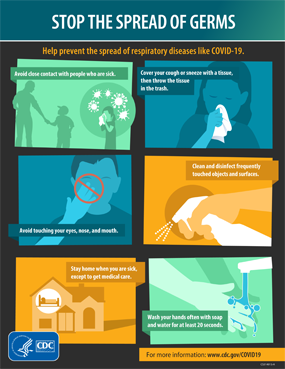 STOP THE SPREAD OF GERMS
Help prevent the spread of respiratory diseases like COVID-19.
Avoid close contact with people who are sick.
Cover your cough or sneeze with a tissue,
then throw the tissue
in the trash.
Avoid touching your eyes, nose, and mouth.
Clean and disinfect frequently
touched objects and surfaces.
Stay home when you are sick,
except to get medical care.
Wash your hands often with soap
and water for at least 20 seconds.
CDC
For more information: www.cdc.gov/COVID19